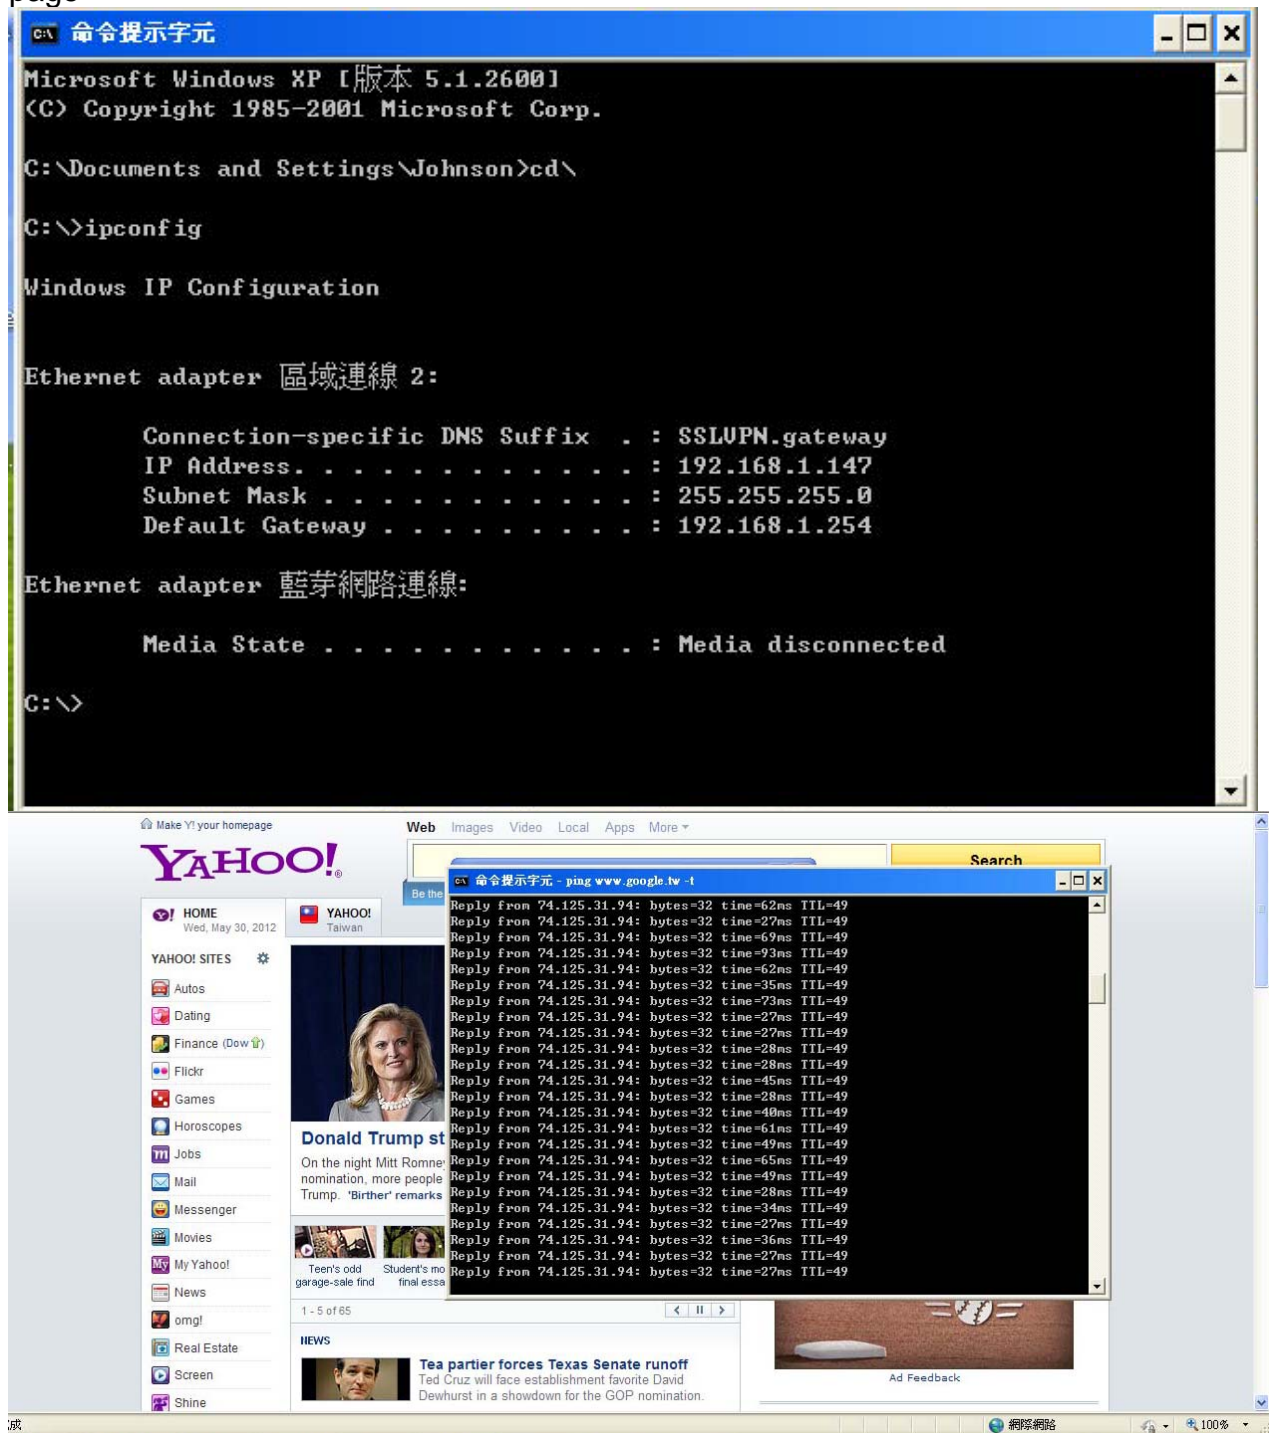 page
命令提示字元
Microsoft Windows XP [版本 5.1.2600]
(C) Copyright 1985-2001 Microsoft Corp.
C:\Documents and Settings\Johnson>cd\
C:\>ipconfig
Windows IP Configuration
Ethernet adapter 區域連線 2:
Connection-specific DNS Suffix . : SSLVPN.gateway
IP Address. . . . . . . . . . . . : 192.168.1.147
Subnet Mask . . . . . . . . . . . : 255.255.255.0
Default Gateway . . . . . . . . . : 192.168.1.254
Ethernet adapter 藍芽網路連線:
Media State . . . . . . . . . . . : Media disconnected
C:\>
Make Y! your homepage
Web Images Video Local Apps More
YAHOO!
Search
Be the
命令提示字元 - ping www.google.tw -t
HOME
Wed, May 30, 2012
YAHOO!
Taiwan
YAHOO! SITES
Autos
Dating
Finance (Dow)
Flickr
Games
Horoscopes
Jobs
Mail
Messenger
Movies
My Yahoo!
News
omg!
Real Estate
Screen
Shine
Donald Trump st
On the night Mitt Romney
nomination, more people
Trump. 'Birther' remarks
Teen's odd
garage-sale find
Student's mo
final essa
1 - 5 of 65
NEWS
Tea partier forces Texas Senate runoff
Ted Cruz will face establishment favorite David
Dewhurst in a showdown for the GOP nomination.
Reply from 74.125.31.94: bytes=32 time=62ms TTL=49
Reply from 74.125.31.94: bytes=32 time=27ms TTL=49
Reply from 74.125.31.94: bytes=32 time=69ms TTL=49
Reply from 74.125.31.94: bytes=32 time=93ms TTL=49
Reply from 74.125.31.94: bytes=32 time=62ms TTL=49
Reply from 74.125.31.94: bytes=32 time=35ms TTL=49
Reply from 74.125.31.94: bytes=32 time=73ms TTL=49
Reply from 74.125.31.94: bytes=32 time=27ms TTL=49
Reply from 74.125.31.94: bytes=32 time=27ms TTL=49
Reply from 74.125.31.94: bytes=32 time=28ms TTL=49
Reply from 74.125.31.94: bytes=32 time=28ms TTL=49
Reply from 74.125.31.94: bytes=32 time=45ms TTL=49
Reply from 74.125.31.94: bytes=32 time=28ms TTL=49
Reply from 74.125.31.94: bytes=32 time=40ms TTL=49
Reply from 74.125.31.94: bytes=32 time=61ms TTL=49
Reply from 74.125.31.94: bytes=32 time=49ms TTL=49
Reply from 74.125.31.94: bytes=32 time=65ms TTL=49
Reply from 74.125.31.94: bytes=32 time=49ms TTL=49
Reply from 74.125.31.94: bytes=32 time=28ms TTL=49
Reply from 74.125.31.94: bytes=32 time=34ms TTL=49
Reply from 74.125.31.94: bytes=32 time=27ms TTL=49
Reply from 74.125.31.94: bytes=32 time=36ms TTL=49
Reply from 74.125.31.94: bytes=32 time=27ms TTL=49
Reply from 74.125.31.94: bytes=32 time=27ms TTL=49
Ad Feedback
成
網際網路
100%